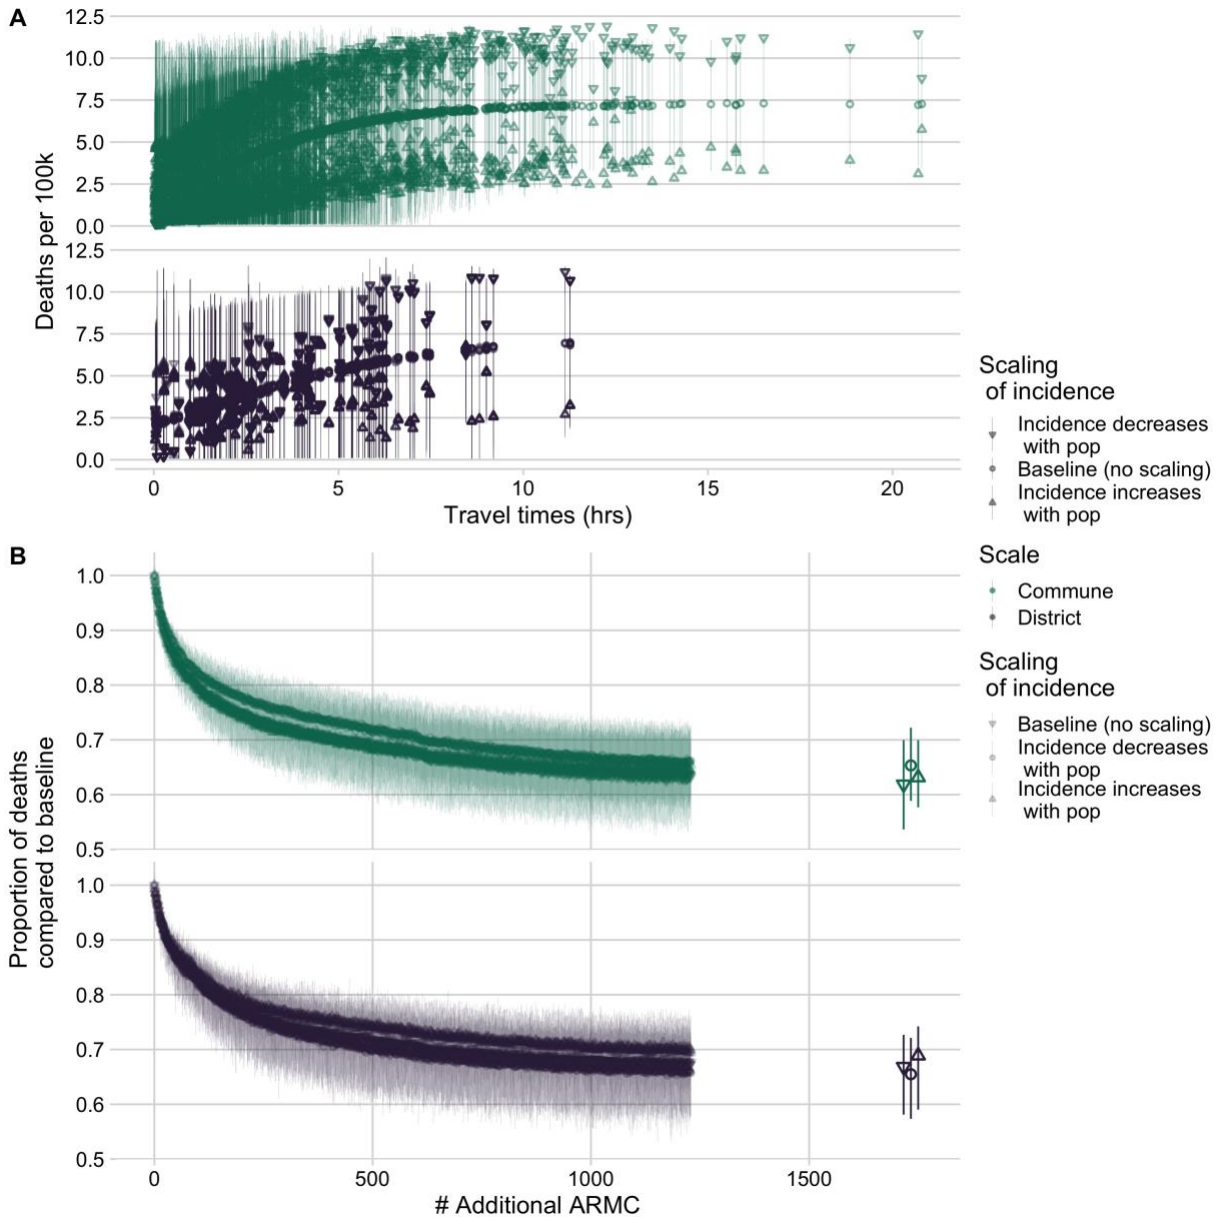 A
12.5
10.0
7.5
5.0
2.5
0.0
12.5
10.0
7.5
5.0
2.5
0.0
Deaths per 100k
0 5 10 15 20
Travel times (hrs)
Scaling
of incidence
Incidence decreases
with pop
Baseline (no scaling)
Incidence increases
with pop
Scale
Commune
District
Scaling
of incidence
Baseline (no scaling)
Incidence decreases
with pop
Incidence increases
with pop
B
1.0
0.9
0.8
0.7
0.6
0.5
1.0
0.9
0.8
0.7
0.6
0.5
Proportion of deaths
compared to baseline
0 500 1000 1500
# Additional ARMC